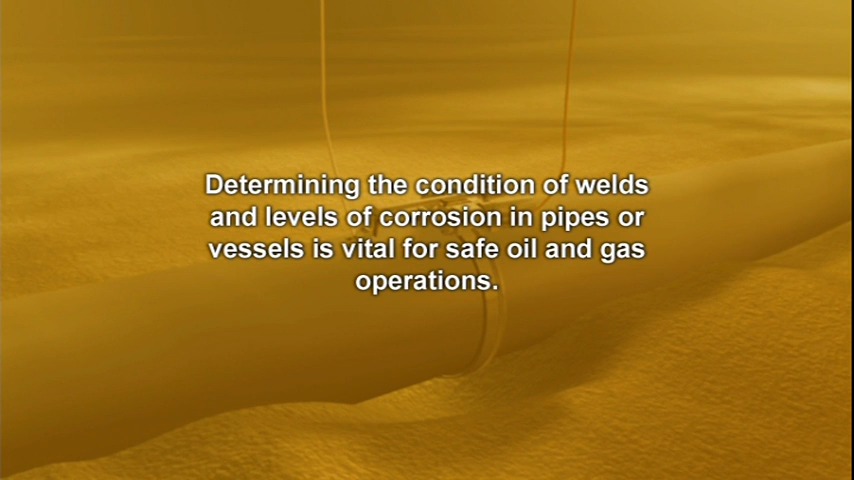 Determining the condition of welds
and levels of corrosion in pipes or
vessels is vital for safe oil and gas
operations.